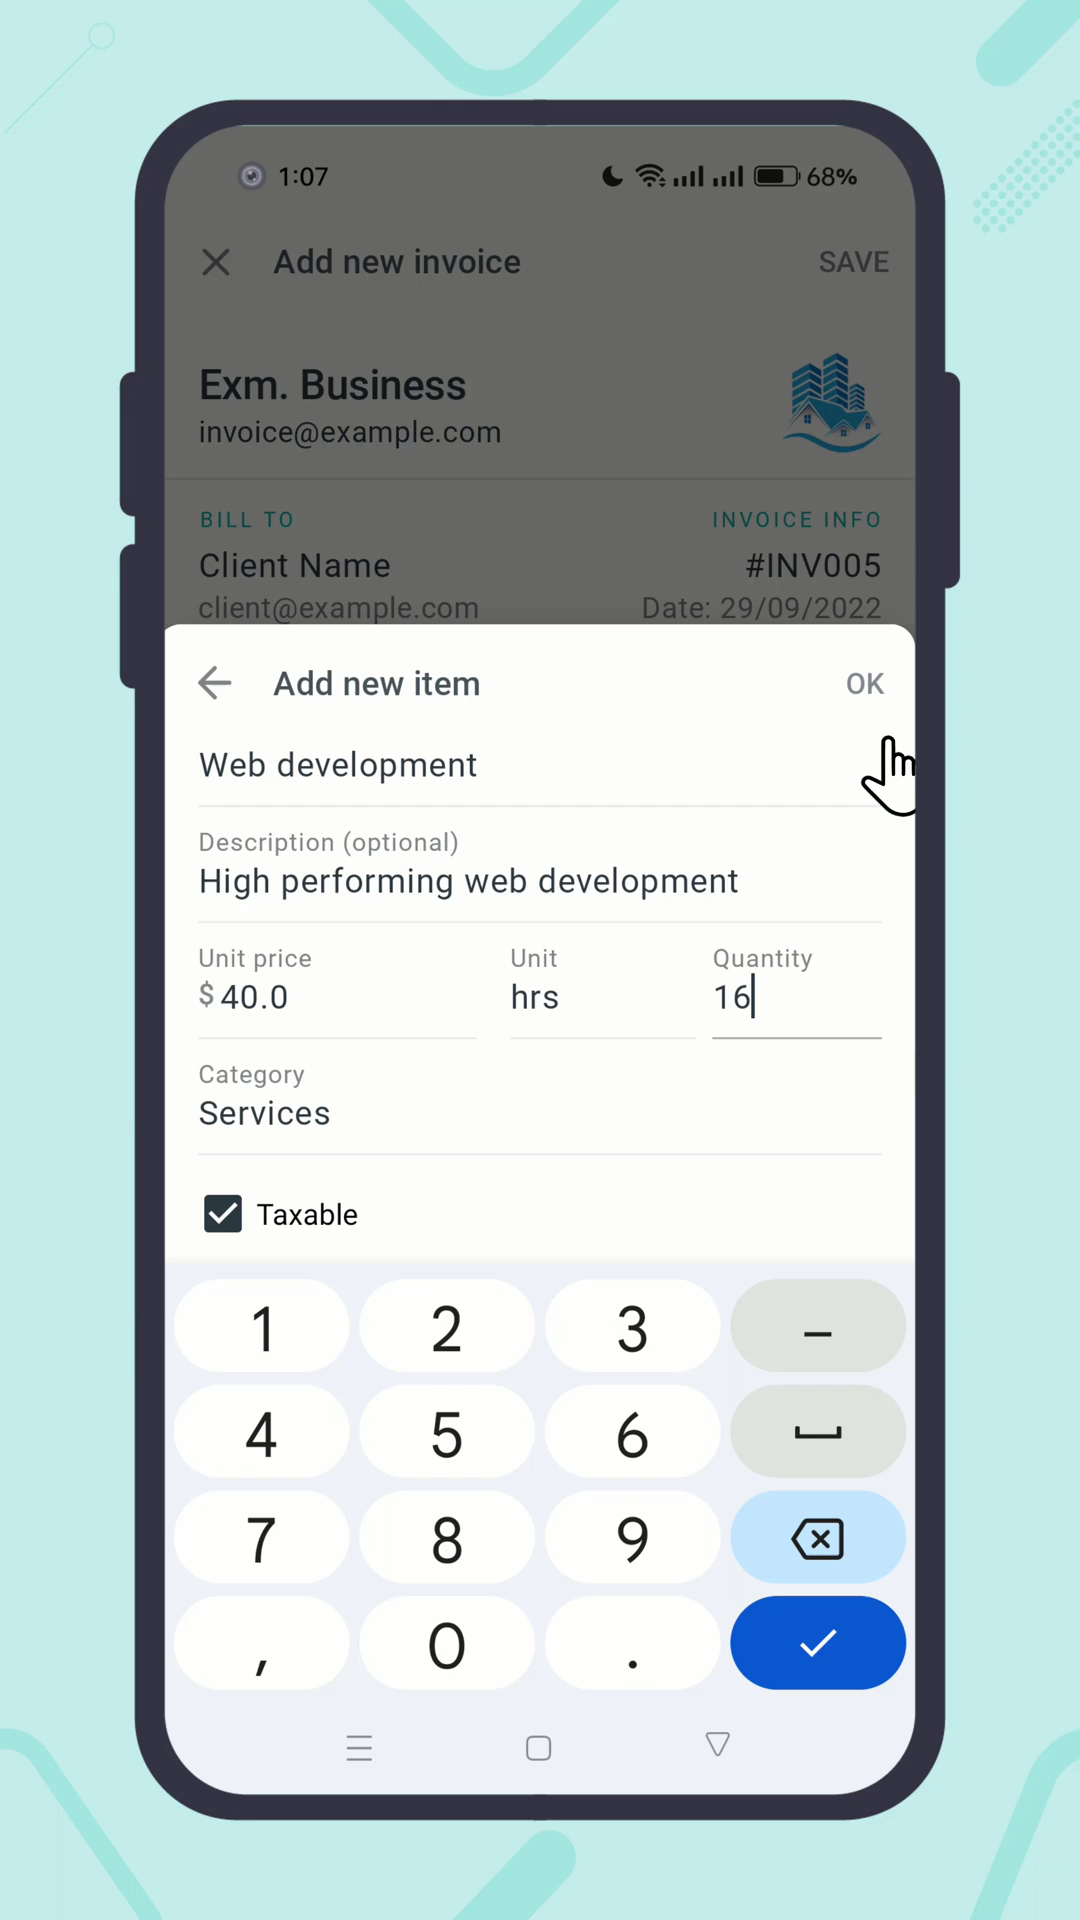 1:07 68%
Add new invoice SAVE
Exm. Business
invoice@example.com
BILL TO INVOICE INFO
Client Name #INV005
client@example.com Date: 29/09/2022
Add new item OK
Web development
Description (optional)
High performing web development
Unit price Unit Quantity
$ 40.0 hrs 16
Category
Services
Taxable
1 2 3 –
4 5 6
7 8 9
, 0 .